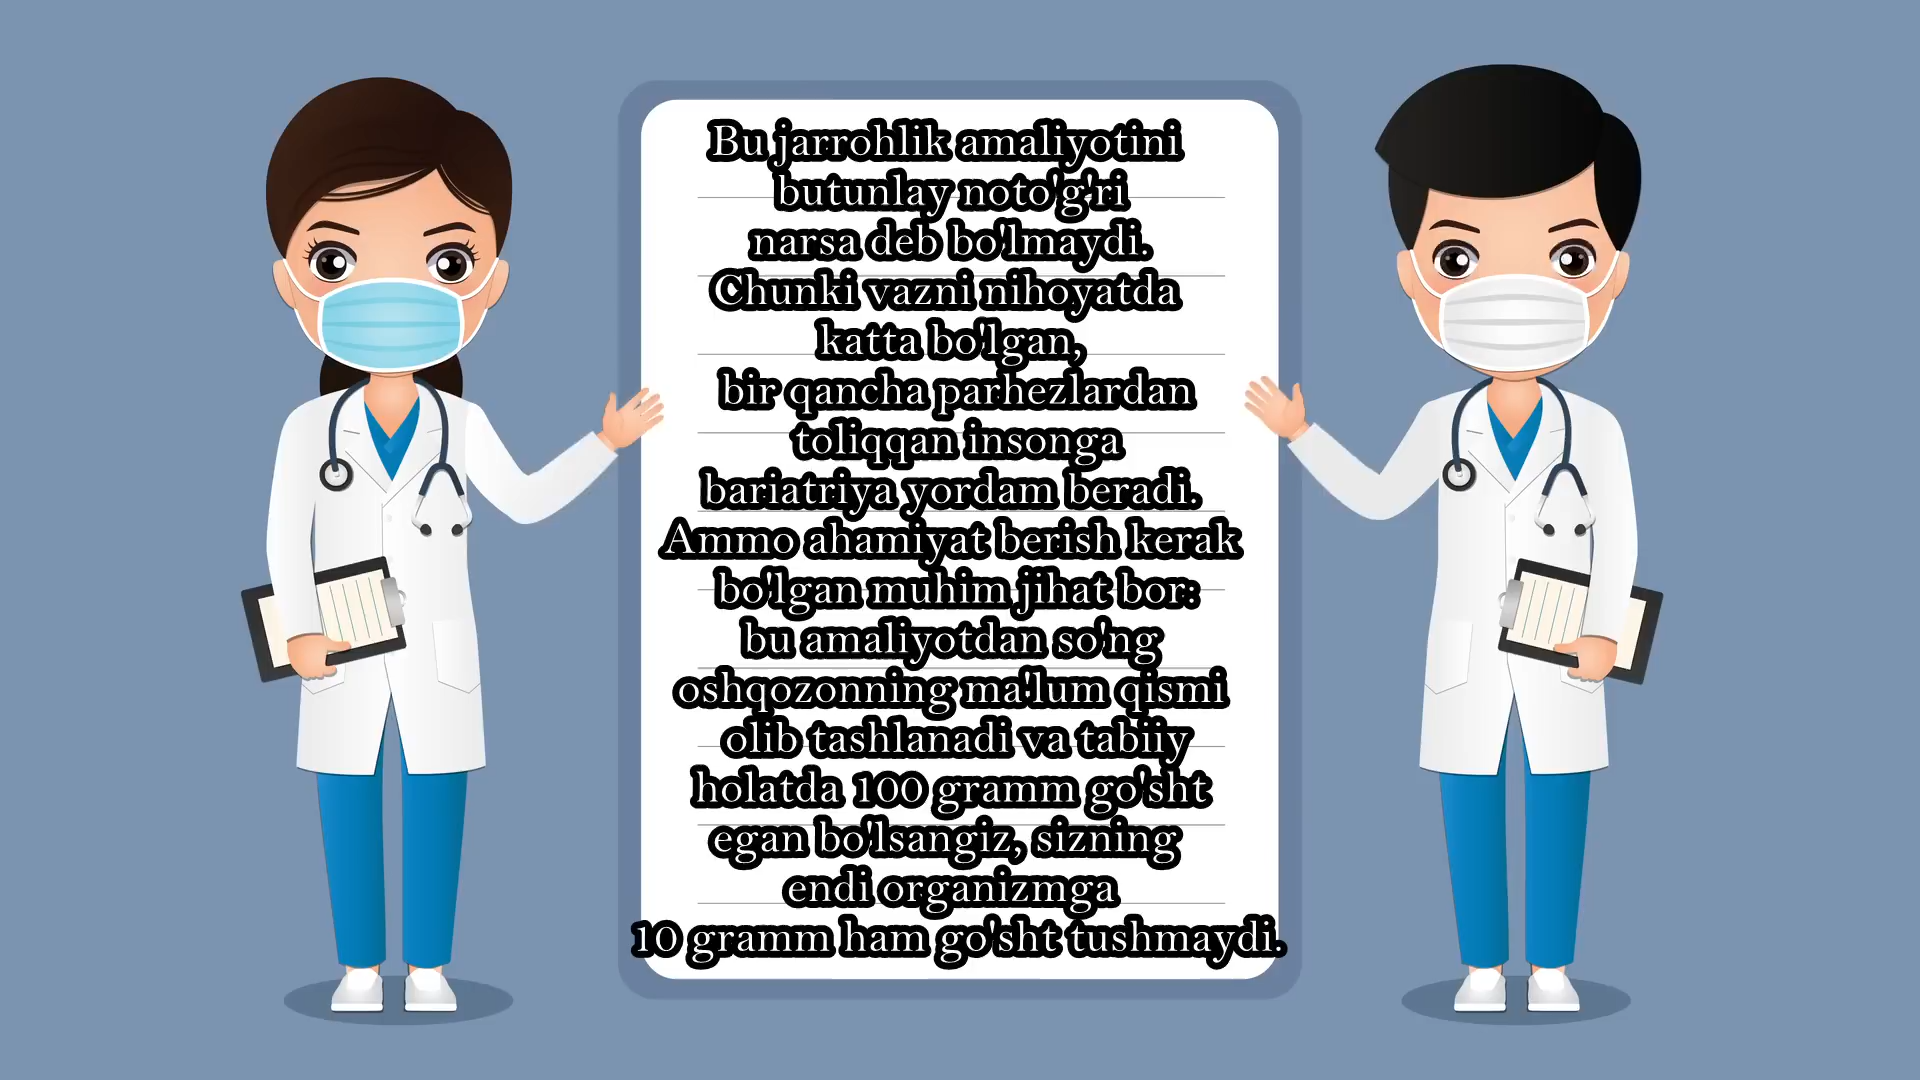 Bu jarrohlik amaliyotini
butunlay noto'g'ri
narsa deb bo'lmaydi.
Chunki vazni nihoyatda
katta bo'lgan,
bir qancha parhezlardan
toliqqan insonga
bariatriya yordam beradi.
Ammo ahamiyat berish kerak
bo'lgan muhim jihat bor:
bu amaliyotdan so'ng
oshqozonning ma'lum qismi
olib tashlanadi va tabiiy
holatda 100 gramm go'sht
egan bo'lsangiz, sizning
endi organizmga
10 gramm ham go'sht tushmaydi.